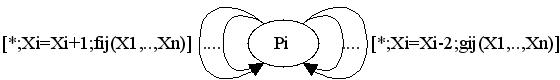 [*;Xi=Xi+1;fij(X1,..,Xn)] .... Pi .... [*;Xi=Xi-2;gij(X1,..,Xn)]